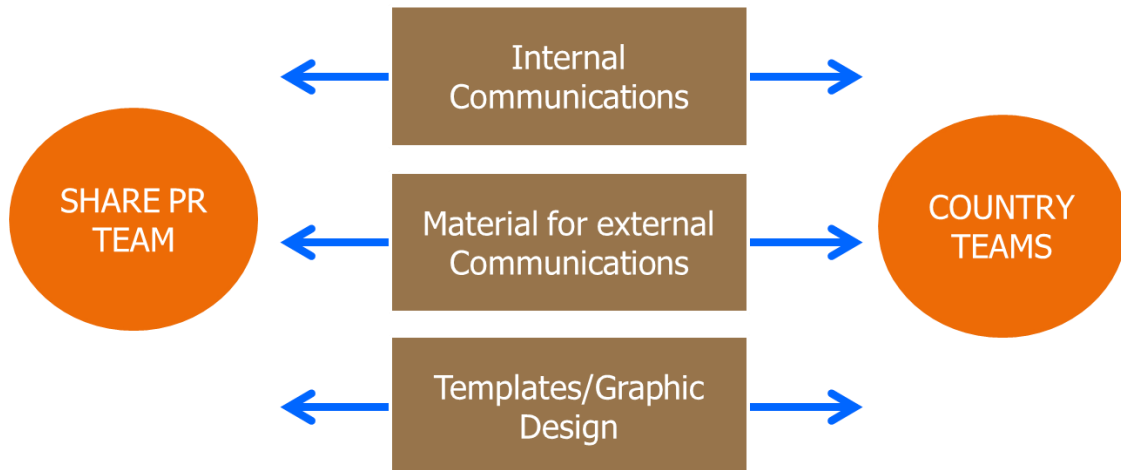 Internal
Communications
SHARE PR
TEAM
Material for external
Communications
COUNTRY
TEAMS
Templates/Graphic
Design